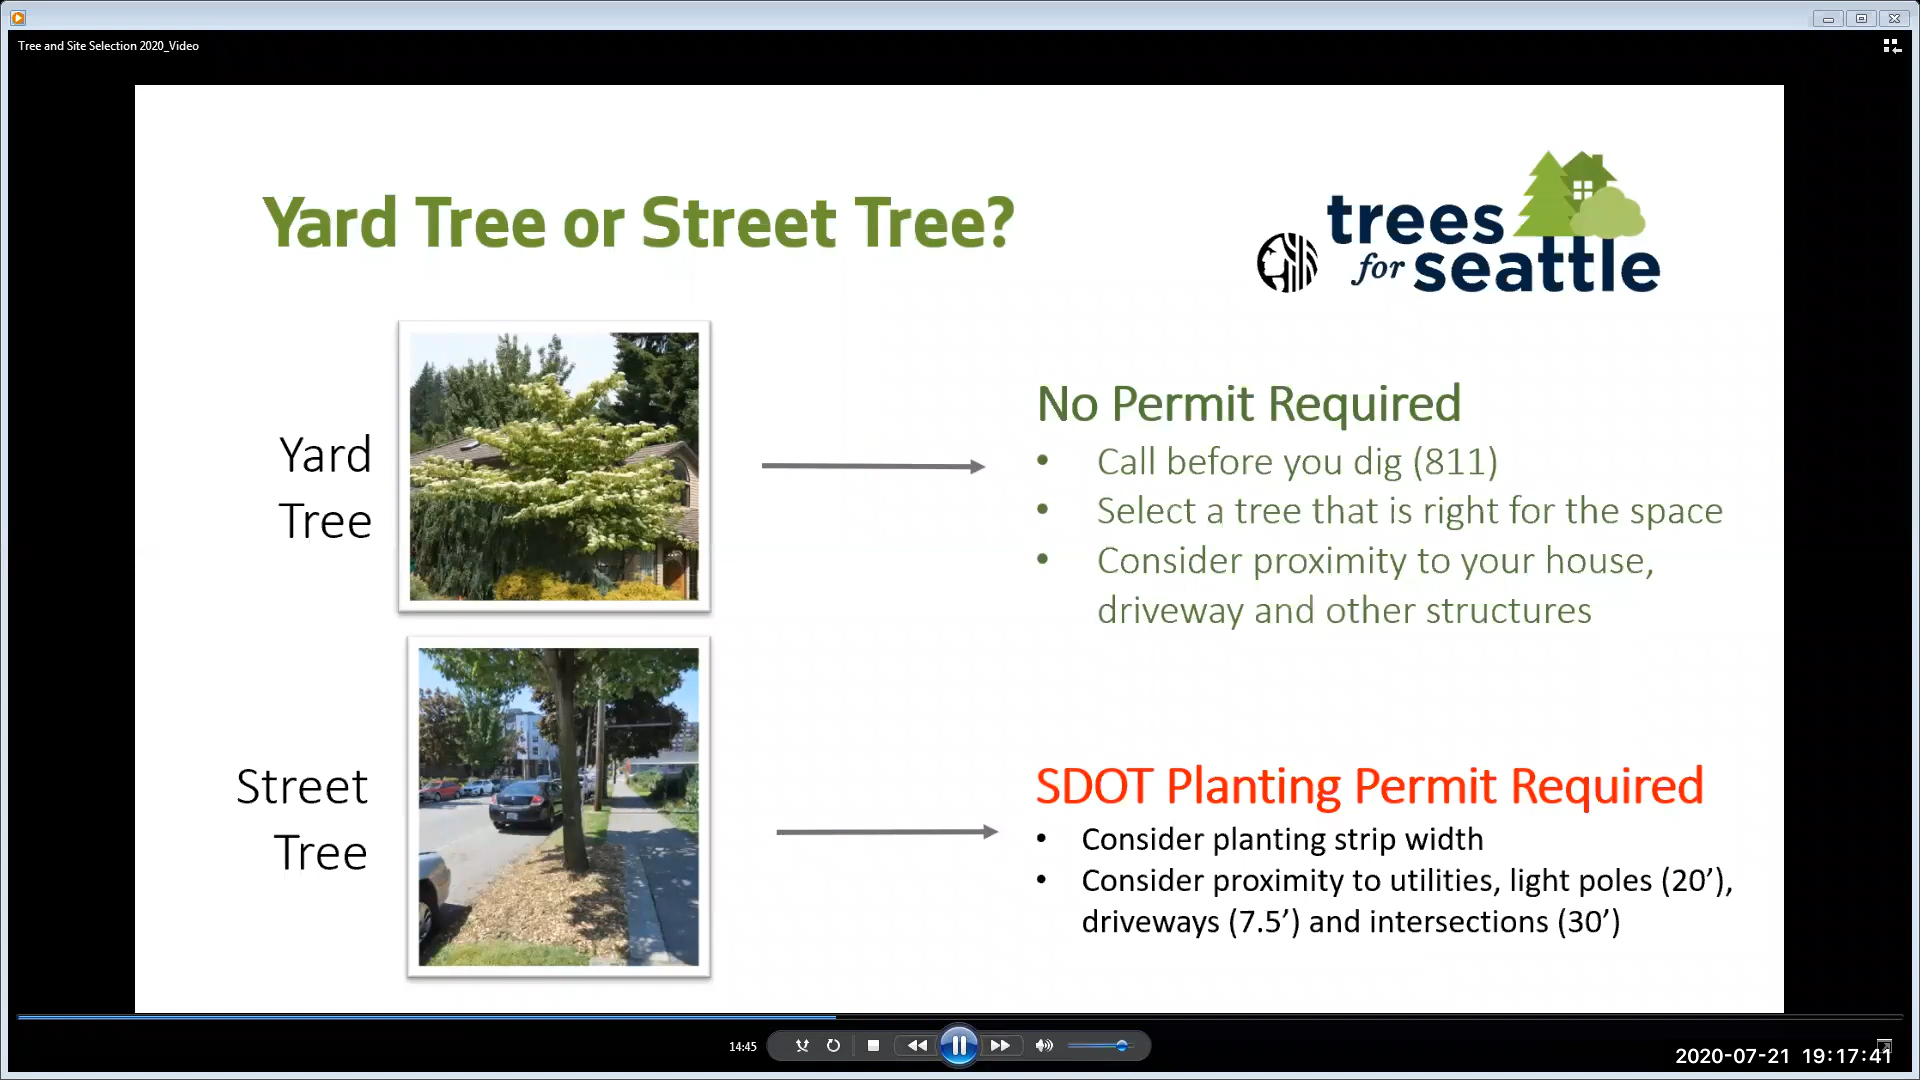 Tree and Site Selection 2020_Video
Yard Tree or Street Tree?
trees
for seattle
Yard
Tree
No Permit Required
• Call before you dig (811)
• Select a tree that is right for the space
• Consider proximity to your house,
driveway and other structures
Street
Tree
SDOT Planting Permit Required
• Consider planting strip width
• Consider proximity to utilities, light poles (20’),
driveways (7.5’) and intersections (30’)
14:45
2020-07-21 19:17:41